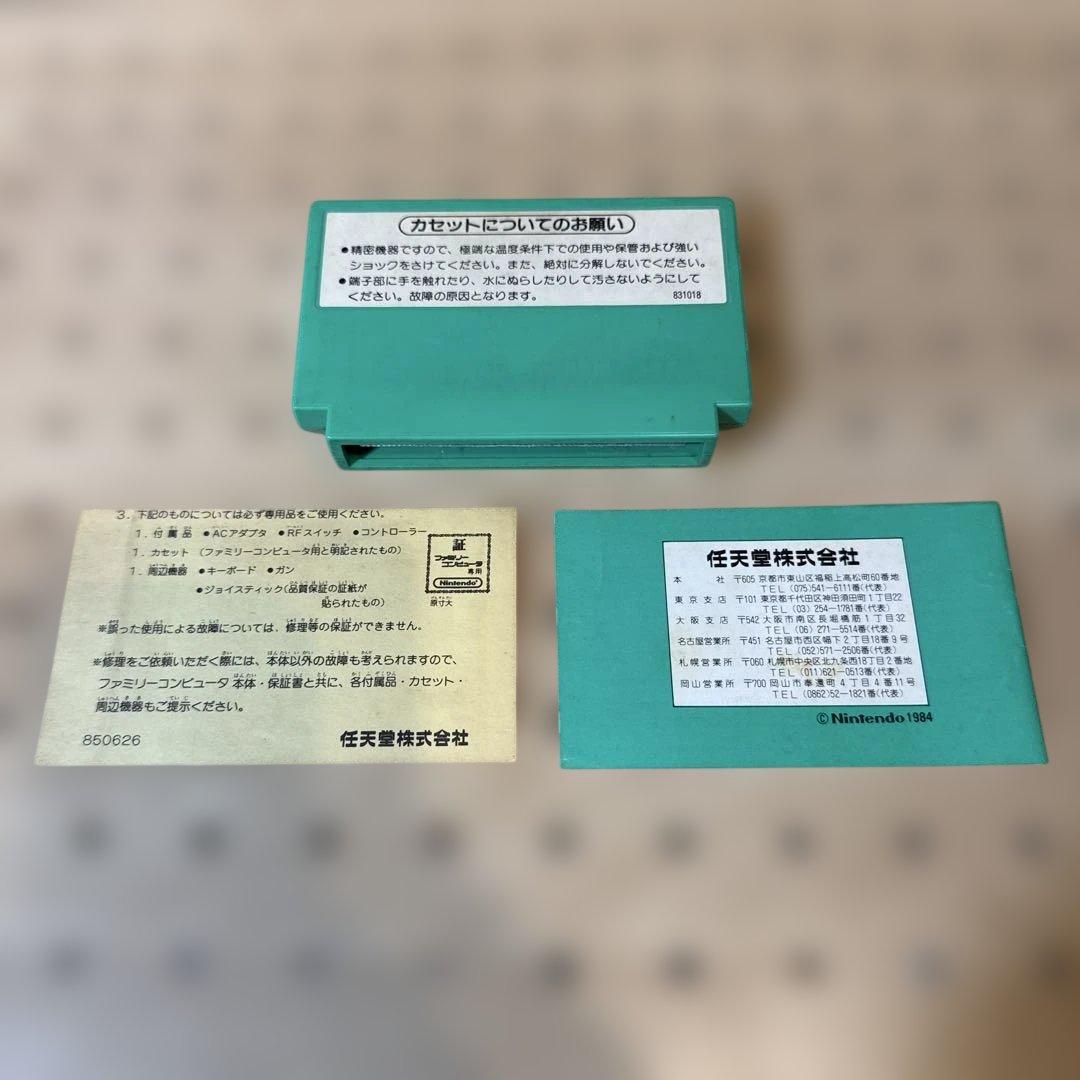 カセットについてのお願い
●精密機器ですので、極端な温度条件下での使用や保管および強い
ショックをさけてください。また、絶対に分解しないでください。
●端子部に手を触れたり、水にぬらしたりして汚さないようにして
ください。故障の原因となります。
831018
3. 下記のものについては必ず専用品をご使用ください。
1. 付属品 ●ACアダプタ ●RFスイッチ ●コントローラー
1. カセット (ファミリーコンピュータ用と明記されたもの)
1. 周辺機器 ●キーボード ●ガン
●ジョイスティック(品質保証の証紙が
貼られたもの)
証
ファミリー
コンピュータ
専用
Nintendo
原寸大
※誤った使用による故障については、修理等の保証ができません。
※修理をご依頼いただく際には、本体以外の故障も考えられますので、
ファミリーコンピュータ本体・保証書と共に、各付属品・カセット・
周辺機器もご提示ください。
850626
任天堂株式会社
任天堂株式会社
本社 〒605 京都市東山区福稲上高松町60番地
TEL (075)541-6111番(代表)
東京支店 〒101 東京都千代田区神田須田町1丁目22
TEL (03) 254-1781番(代表)
大阪支店 〒542 大阪市南区長堀橋筋1丁目32
TEL (06) 271-5514番(代表)
名古屋営業所 〒451 名古屋市西区幅下2丁目18番9号
TEL (052)571-2506番(代表)
札幌営業所 〒060 札幌市中央区北九条西18丁目2番地
TEL (011)621-0513番(代表)
岡山営業所 〒700 岡山市奉還町4丁目4番11号
TEL (0862)52-1821番(代表)
©Nintendo 1984